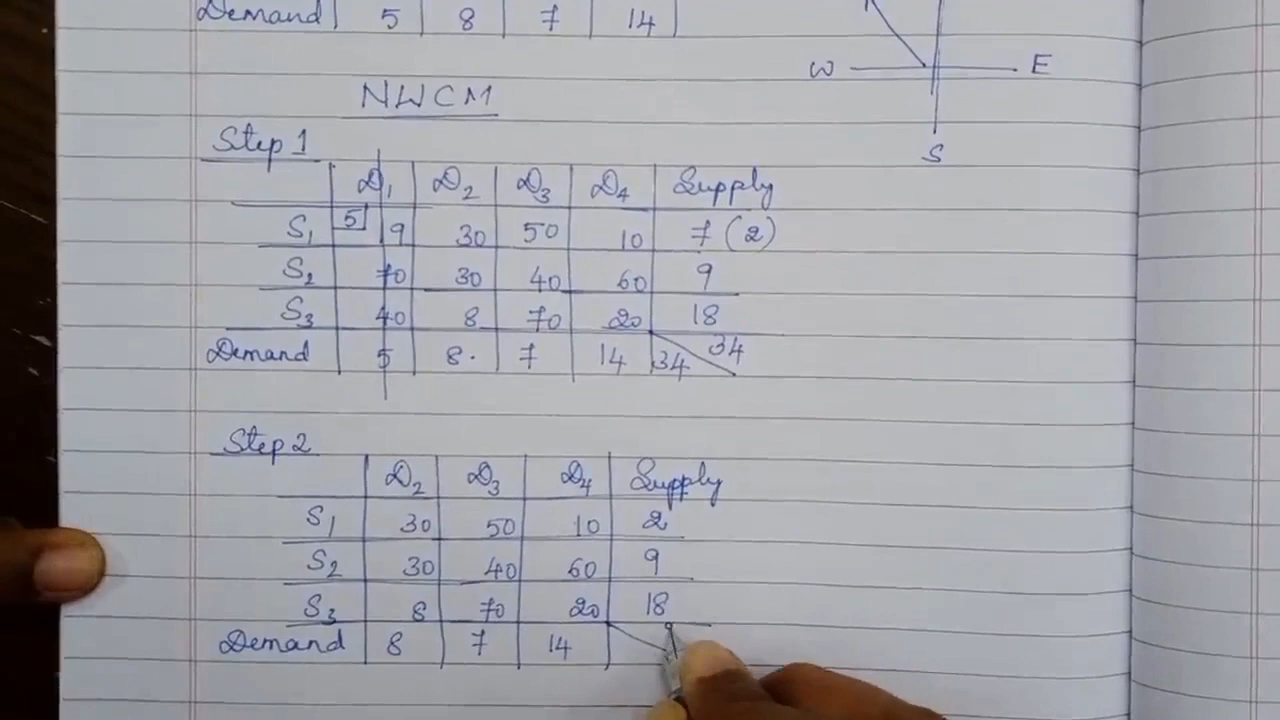 Demand 5 8 7 14
W E
S
NWCM
Step 1
D1 D2 D3 D4 Supply
S1 5 9 30 50 10 7 (2)
S2 70 30 40 60 9
S3 40 8 70 20 18
Demand 5 8 7 14 34 34
Step 2
D2 D3 D4 Supply
S1 30 50 10 2
S2 30 40 60 9
S3 8 70 20 18
Demand 8 7 14